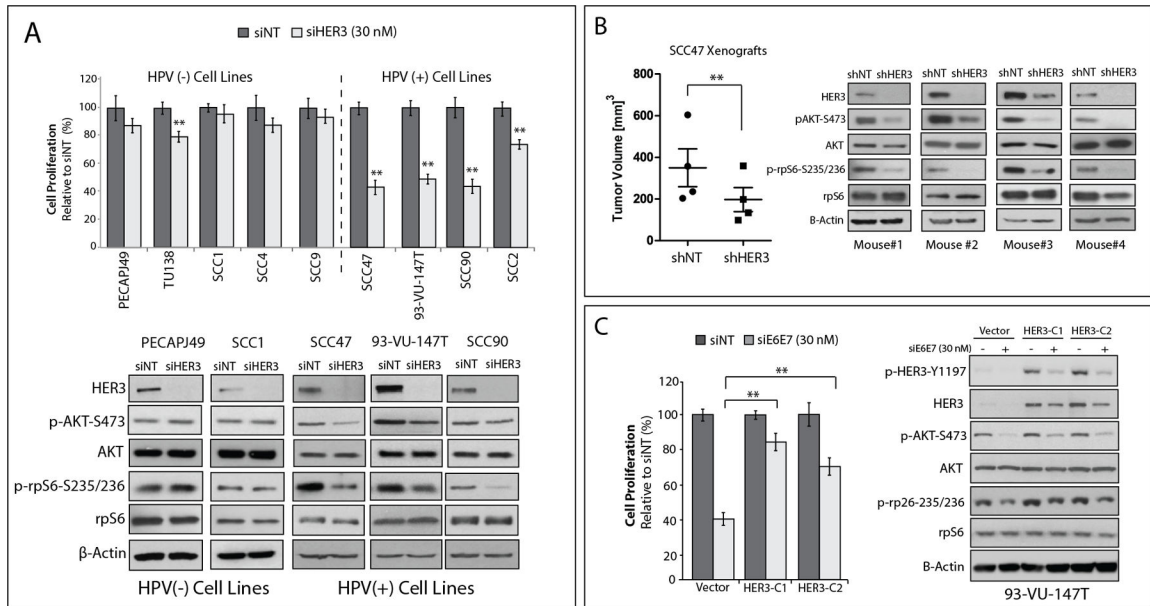 A
siNT siHER3 (30 nM)
HPV (-) Cell Lines HPV (+) Cell Lines
Cell Proliferation
Relative to siNT (%)
120
100
80
60
40
20
0
** ** ** ** **
PECAPJ49 TU138 SCC1 SCC4 SCC9 SCC47 93-VU-147T SCC90 SCC2
PECAPJ49 SCC1 SCC47 93-VU-147T SCC90
siNT siHER3 siNT siHER3 siNT siHER3 siNT siHER3 siNT siHER3
HER3
p-AKT-S473
AKT
p-rpS6-S235/236
rpS6
β-Actin
HPV(-) Cell Lines HPV(+) Cell Lines
B
SCC47 Xenografts
**
Tumor Volume [mm]3
800
600
400
200
0
shNT shHER3
shNT shHER3 shNT shHER3 shNT shHER3 shNT shHER3
HER3
pAKT-S473
AKT
p-rpS6-S235/236
rpS6
B-Actin
Mouse#1 Mouse #2 Mouse#3 Mouse#4
C
siNT siE6E7 (30 nM)
**
**
Cell Proliferation
Relative to siNT (%)
120
100
80
60
40
20
0
Vector HER3-C1 HER3-C2
Vector HER3-C1 HER3-C2
siE6E7 (30 nM) - + - + - +
p-HER3-Y1197
HER3
p-AKT-S473
AKT
p-rp26-235/236
rpS6
B-Actin
93-VU-147T